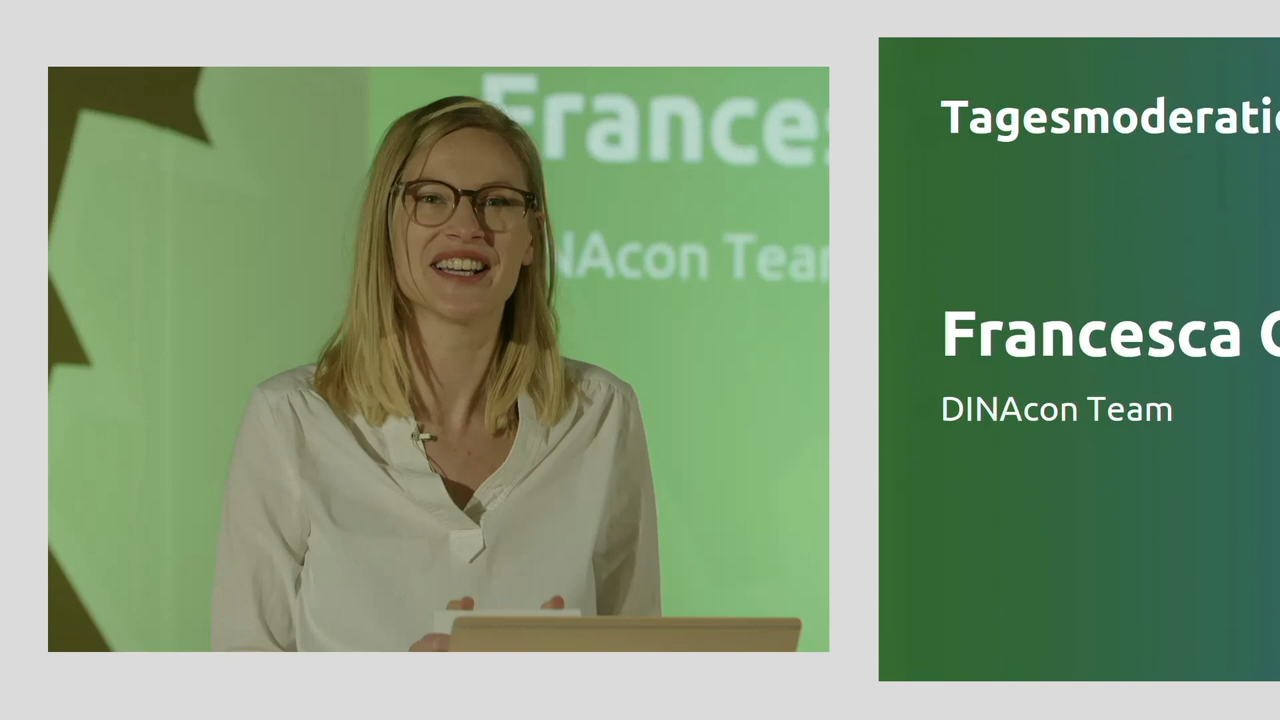 Frances
NAcon Tea
Tagesmoderati
Francesca
DINAcon Team